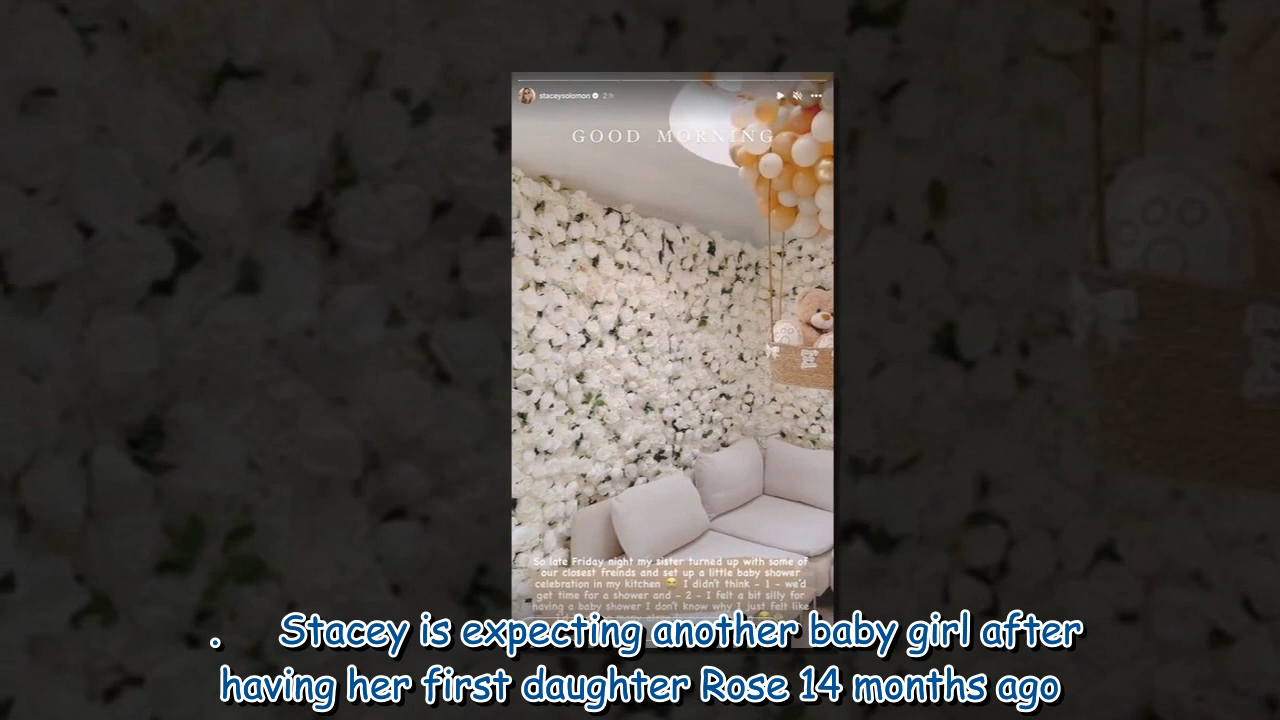 staceysolomon 2h
GOOD MORNING
So late Friday night my sister turned up with some of
our closest freinds and set up a little baby shower
celebration in my kitchen 😂 I didn't think - 1 - we'd
get time for a shower and - 2 - I felt a bit silly for
having a baby shower I don't know why I just felt like
. Stacey is expecting another baby girl after
having her first daughter Rose 14 months ago